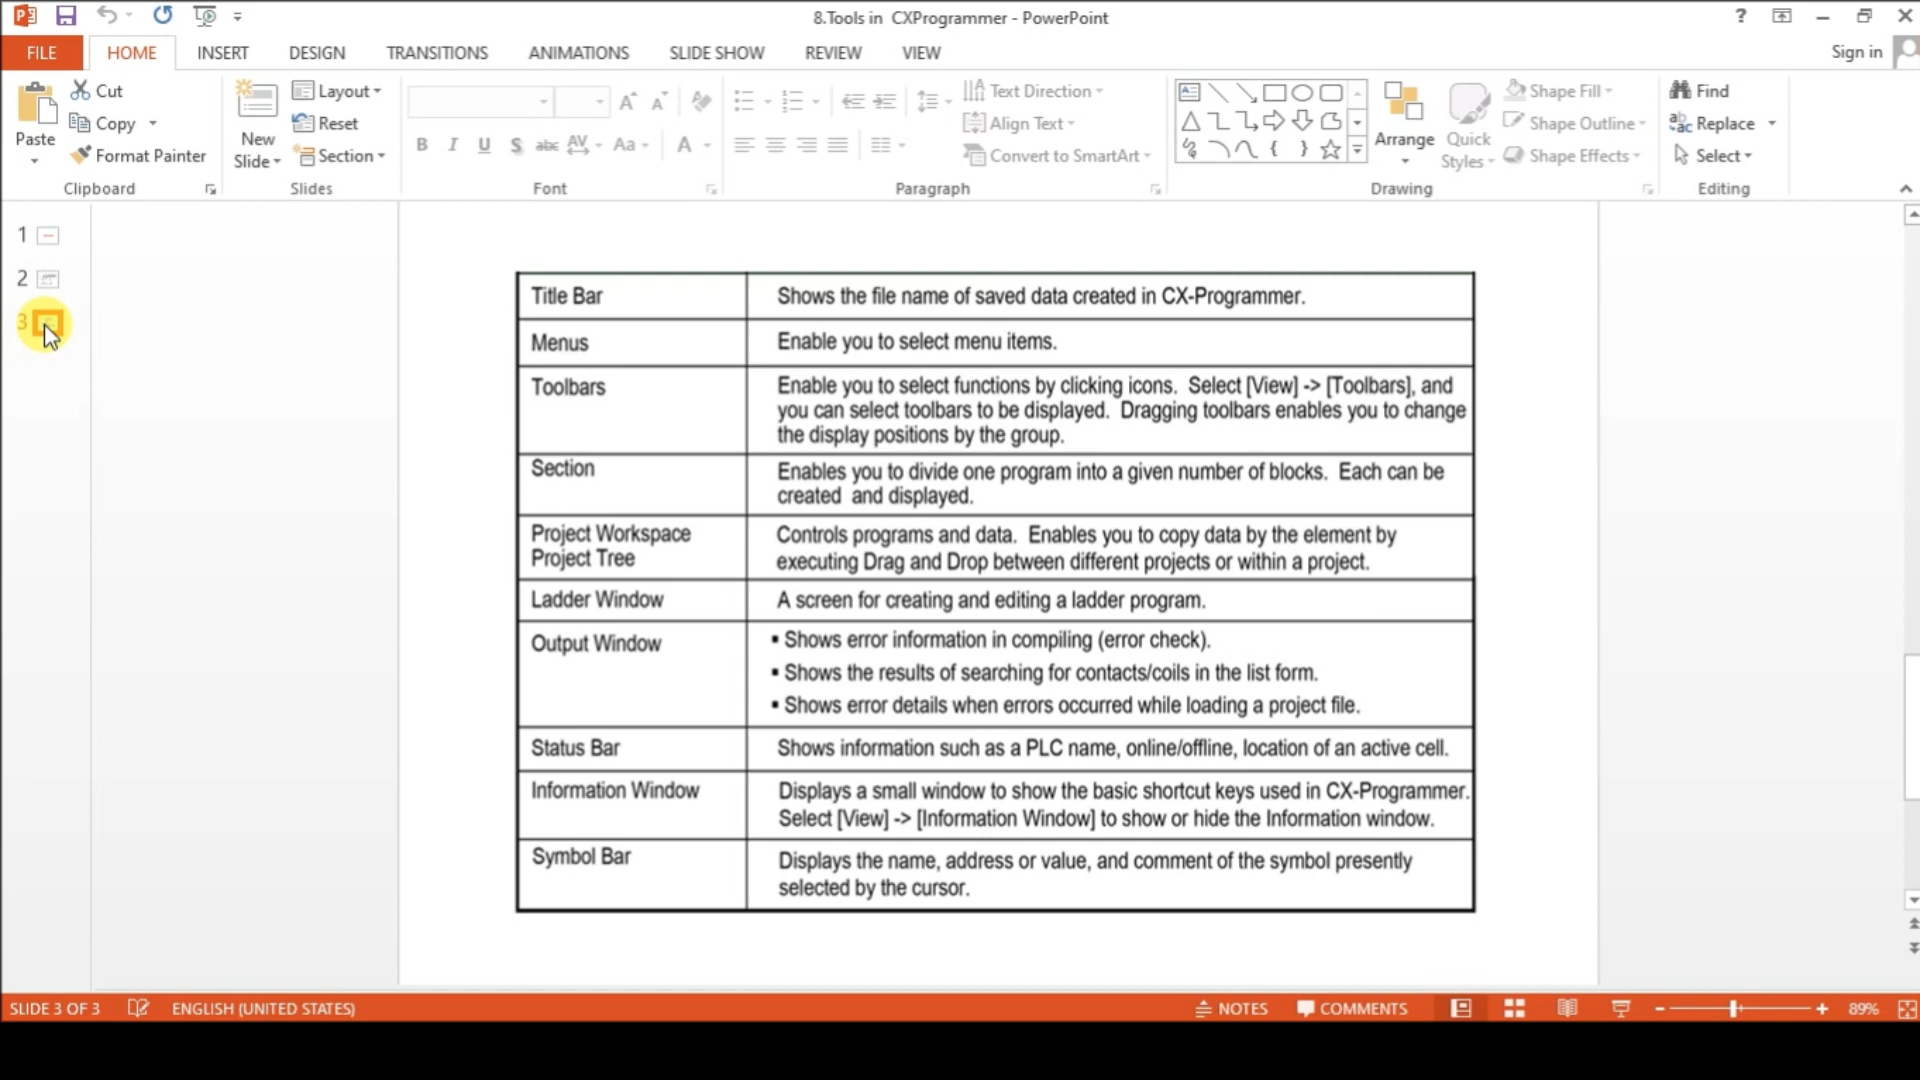 8.Tools in CXProgrammer - PowerPoint
?
FILE HOME INSERT DESIGN TRANSITIONS ANIMATIONS SLIDE SHOW REVIEW VIEW Sign in
Paste
Cut
Copy
Format Painter
Clipboard
New
Slide
Layout
Reset
Section
Slides
B I U S abc AV Aa A
Font
Text Direction
Align Text
Convert to SmartArt
Paragraph
Arrange
Quick
Styles
Shape Fill
Shape Outline
Shape Effects
Drawing
Find
Replace
Select
Editing
1
2
3
Title Bar Shows the file name of saved data created in CX-Programmer.
Menus Enable you to select menu items.
Toolbars Enable you to select functions by clicking icons. Select [View] -> [Toolbars], and
you can select toolbars to be displayed. Dragging toolbars enables you to change
the display positions by the group.
Section Enables you to divide one program into a given number of blocks. Each can be
created and displayed.
Project Workspace Controls programs and data. Enables you to copy data by the element by
Project Tree executing Drag and Drop between different projects or within a project.
Ladder Window A screen for creating and editing a ladder program.
Output Window ▪ Shows error information in compiling (error check).
▪ Shows the results of searching for contacts/coils in the list form.
▪ Shows error details when errors occurred while loading a project file.
Status Bar Shows information such as a PLC name, online/offline, location of an active cell.
Information Window Displays a small window to show the basic shortcut keys used in CX-Programmer.
Select [View] -> [Information Window] to show or hide the Information window.
Symbol Bar Displays the name, address or value, and comment of the symbol presently
selected by the cursor.
SLIDE 3 OF 3 ENGLISH (UNITED STATES) NOTES COMMENTS 89%